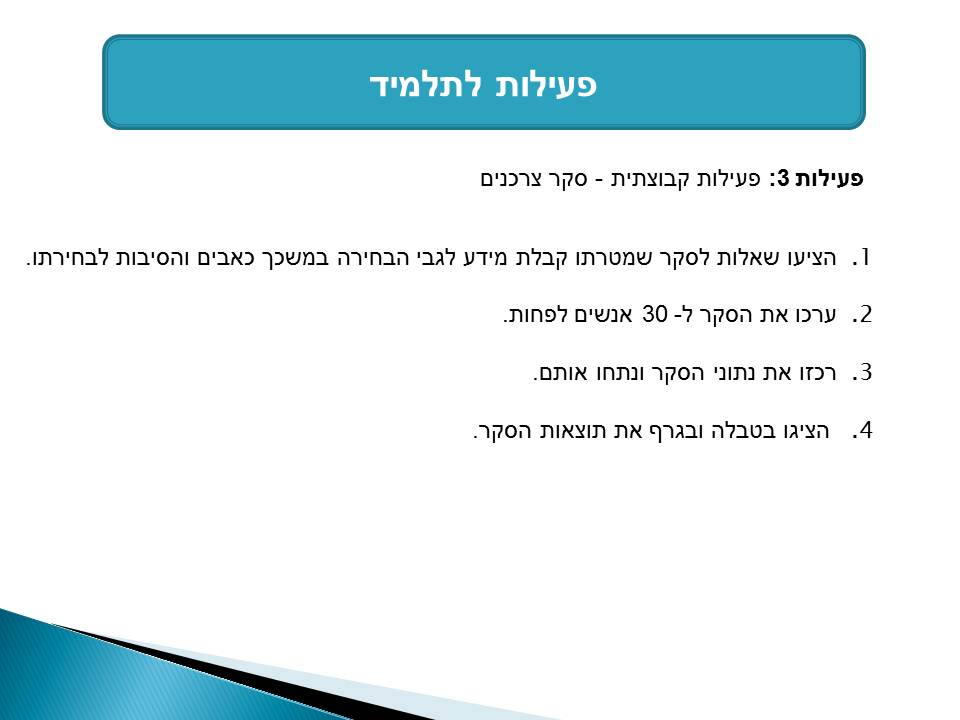 פעילות לתלמיד
פעילות 3: פעילות קבוצתית - סקר צרכנים
1. הציעו שאלות לסקר שמטרתו קבלת מידע לגבי הבחירה במשכך כאבים והסיבות לבחירתו.
2. ערכו את הסקר ל- 30 אנשים לפחות.
3. רכזו את נתוני הסקר ונתחו אותם.
4. הציגו בטבלה ובגרף את תוצאות הסקר.